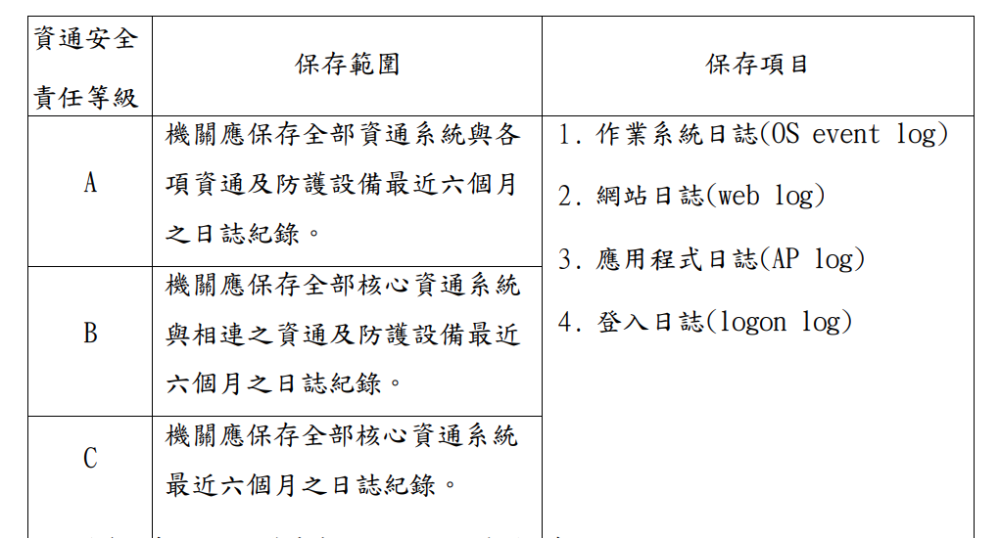 資通安全
責任等級
保存範圍
保存項目
A
機關應保存全部資通系統與各
項資通及防護設備最近六個月
之日誌紀錄。
1. 作業系統日誌(OS event log)
2. 網站日誌(web log)
3. 應用程式日誌(AP log)
4. 登入日誌(logon log)
B
機關應保存全部核心資通系統
與相連之資通及防護設備最近
六個月之日誌紀錄。
C
機關應保存全部核心資通系統
最近六個月之日誌紀錄。